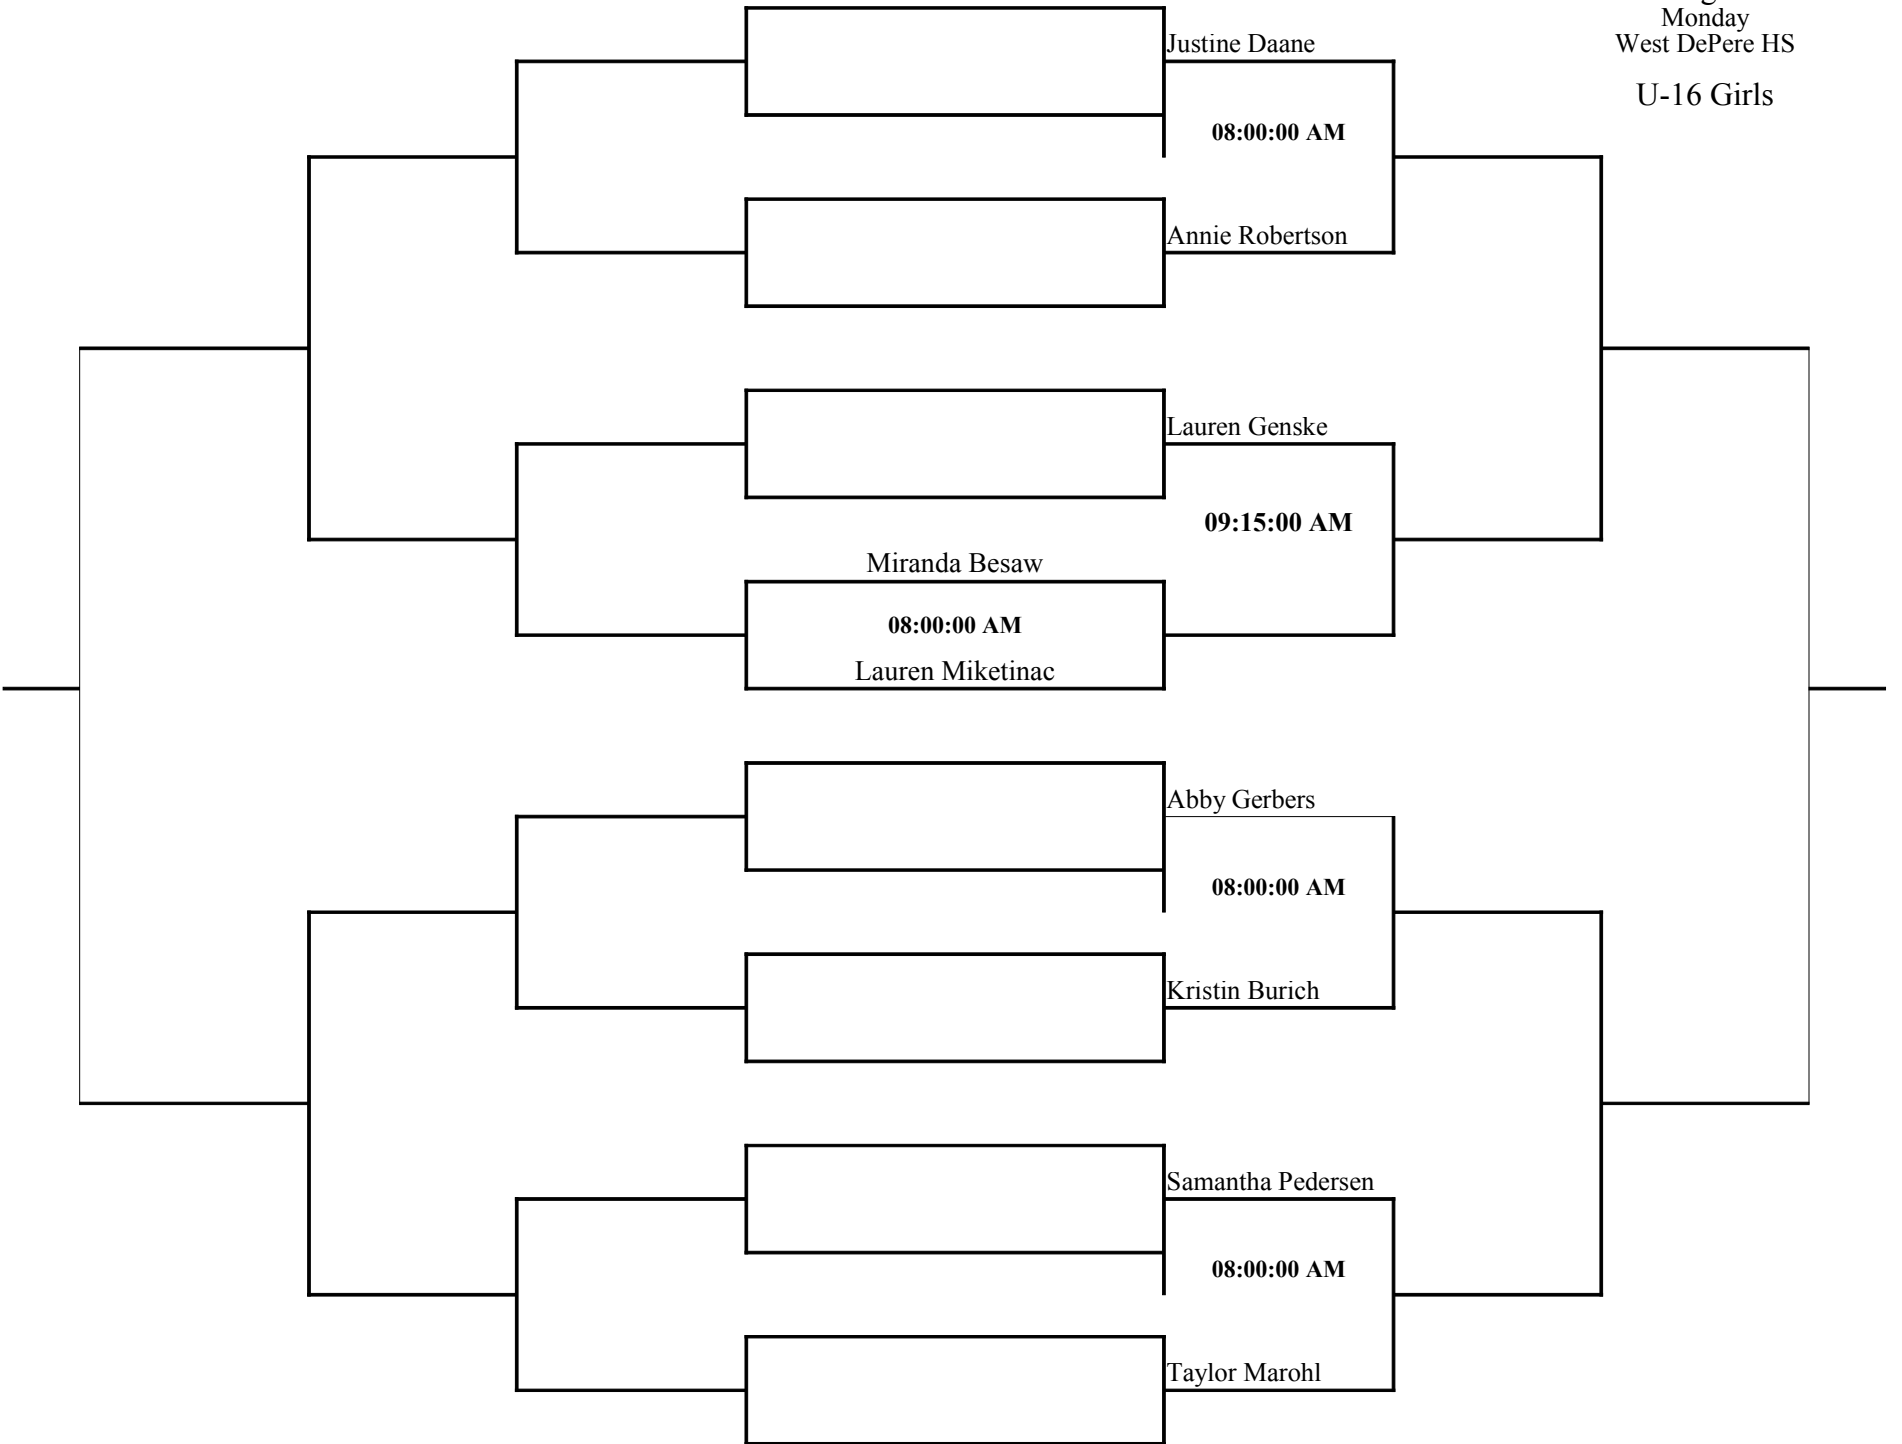 Monday
Justine Daane
West DePere HS
U-16 Girls
08:00:00 AM
Annie Robertson
Lauren Genske
09:15:00 AM
Miranda Besaw
08:00:00 AM
Lauren Miketinac
Abby Gerbers
08:00:00 AM
Kristin Burich
Samantha Pedersen
08:00:00 AM
Taylor Marohl